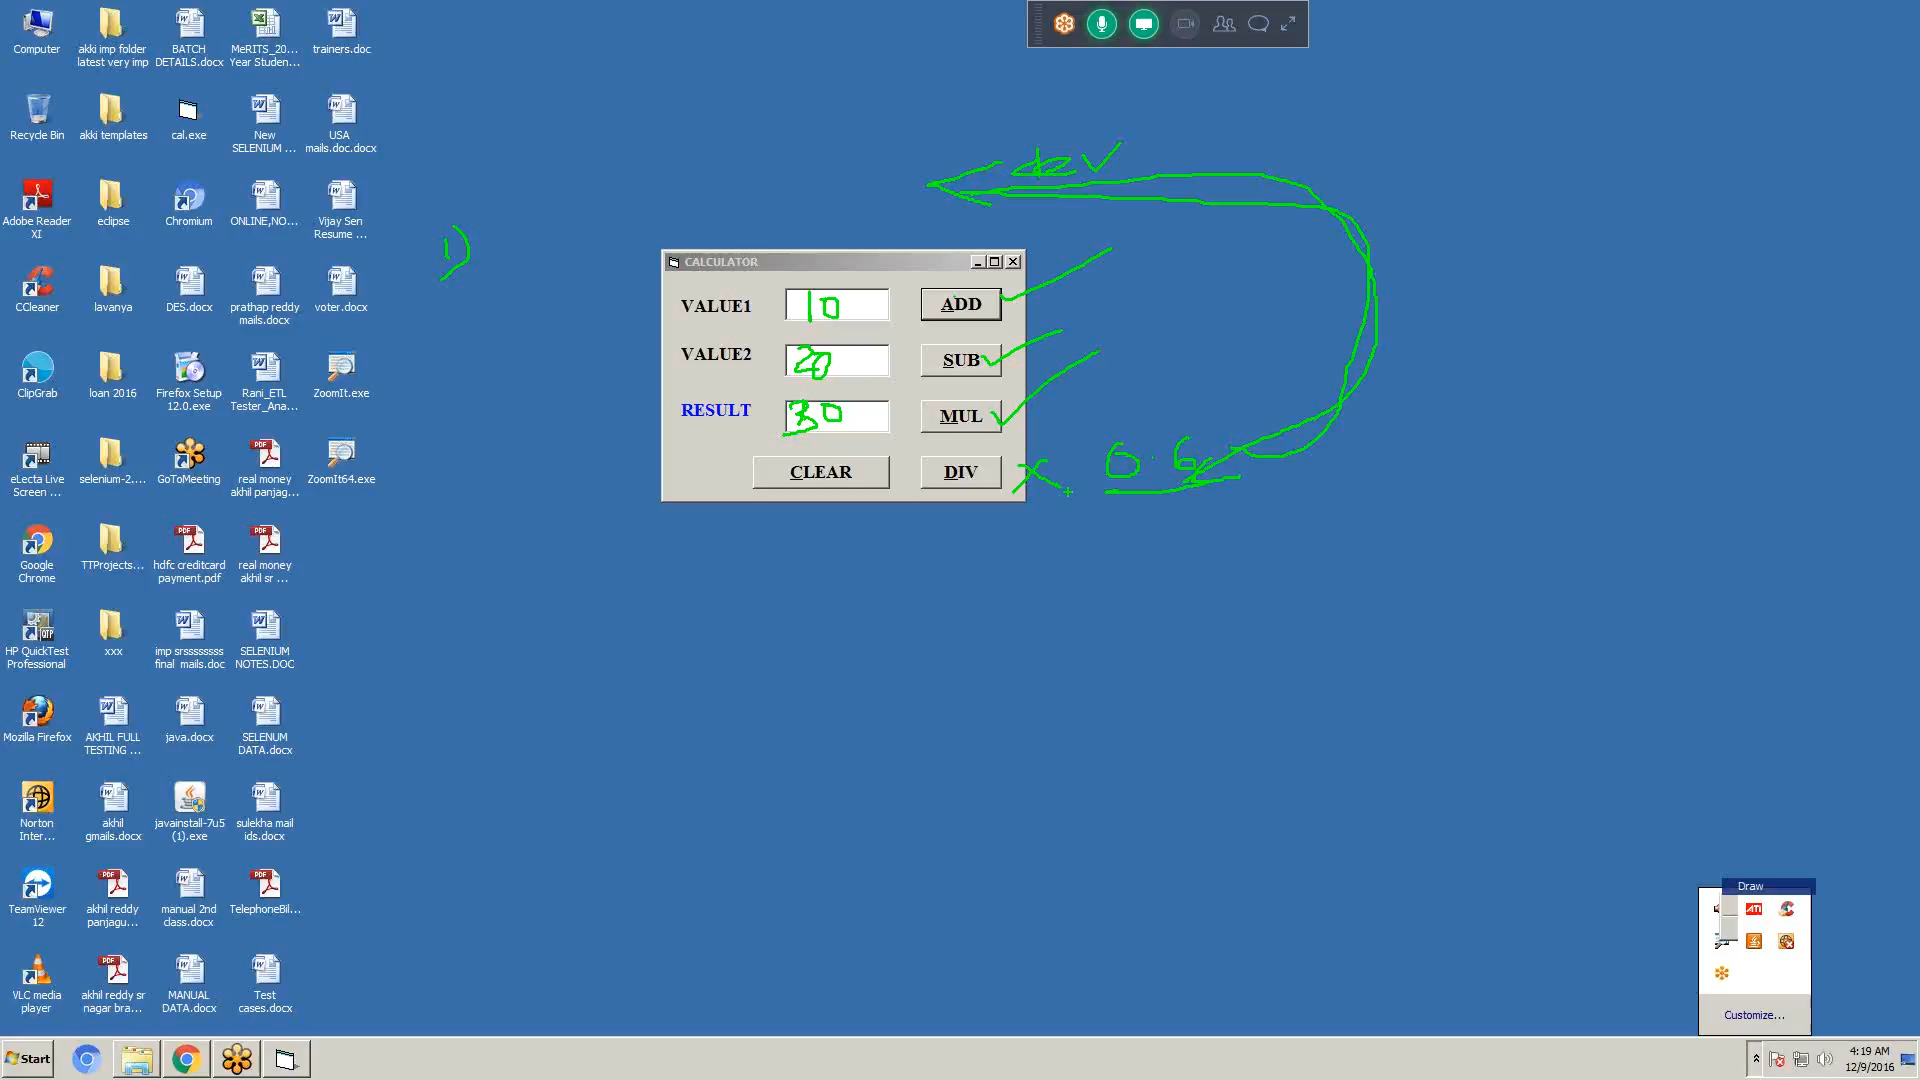 Computer
akki imp folder
latest very imp
BATCH
DETAILS.docx
MeRITS_20...
Year Studen...
trainers.doc
Recycle Bin
akki templates
cal.exe
New
SELENIUM ...
USA
mails.doc.docx
Adobe Reader
XI
eclipse
Chromium
ONLINE,NO...
Vijay Sen
Resume ...
CCleaner
lavanya
DES.docx
prathap reddy
mails.docx
voter.docx
ClipGrab
loan 2016
Firefox Setup
12.0.exe
Rani_ETL
Tester_Ana...
ZoomIt.exe
eLecta Live
Screen ...
selenium-2....
GoToMeeting
real money
akhil panjag...
ZoomIt64.exe
Google
Chrome
TTProjects...
hdfc creditcard
payment.pdf
real money
akhil sr ...
HP QuickTest
Professional
xxx
imp srssssssss
final mails.doc
SELENIUM
NOTES.DOC
Mozilla Firefox
AKHIL FULL
TESTING ...
java.docx
SELENUM
DATA.docx
Norton
Inter...
akhil
gmails.docx
javainstall-7u5
(1).exe
sulekha mail
ids.docx
TeamViewer
12
akhil reddy
panjagu...
manual 2nd
class.docx
TelephoneBil...
VLC media
player
akhil reddy sr
nagar bra...
MANUAL
DATA.docx
Test
cases.docx
1)
dev
CALCULATOR
VALUE1 10 ADD
VALUE2 20 SUB
RESULT 30 MUL
CLEAR DIV X 6.6
Draw
ATI
Customize...
Start
4:19 AM
12/9/2016